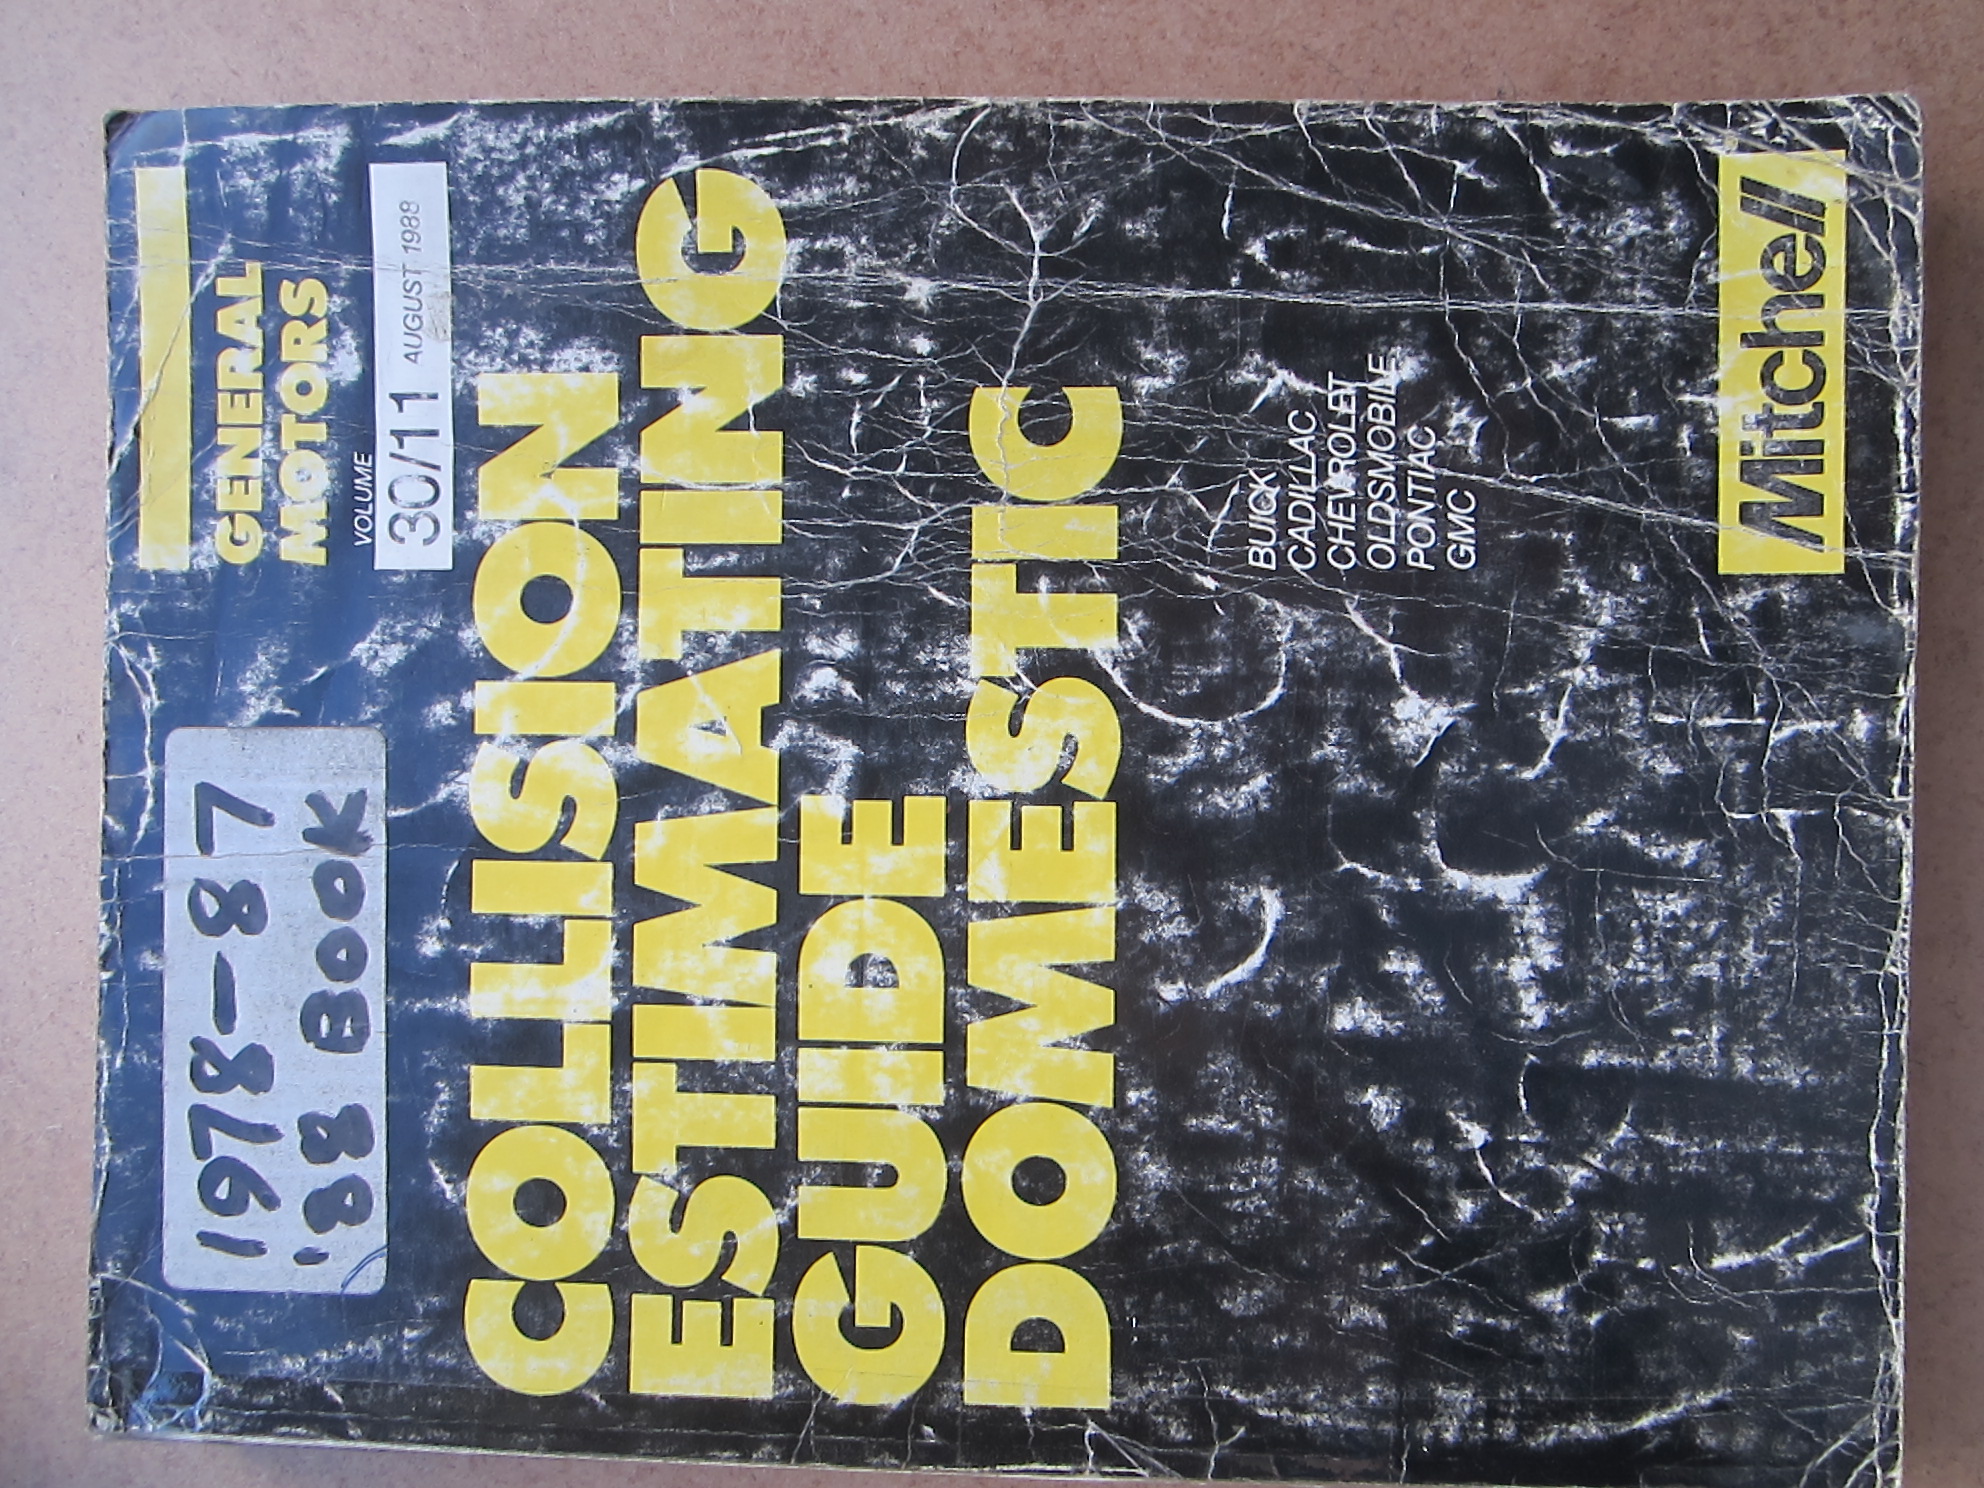 1978-87
'88 BOOK
GENERAL
MOTORS
VOLUME
30/11 AUGUST 1988
COLLISION
ESTIMATING
GUIDE
DOMESTIC
BUICK
CADILLAC
CHEVROLET
OLDSMOBILE
PONTIAC
GMC
Mitchell